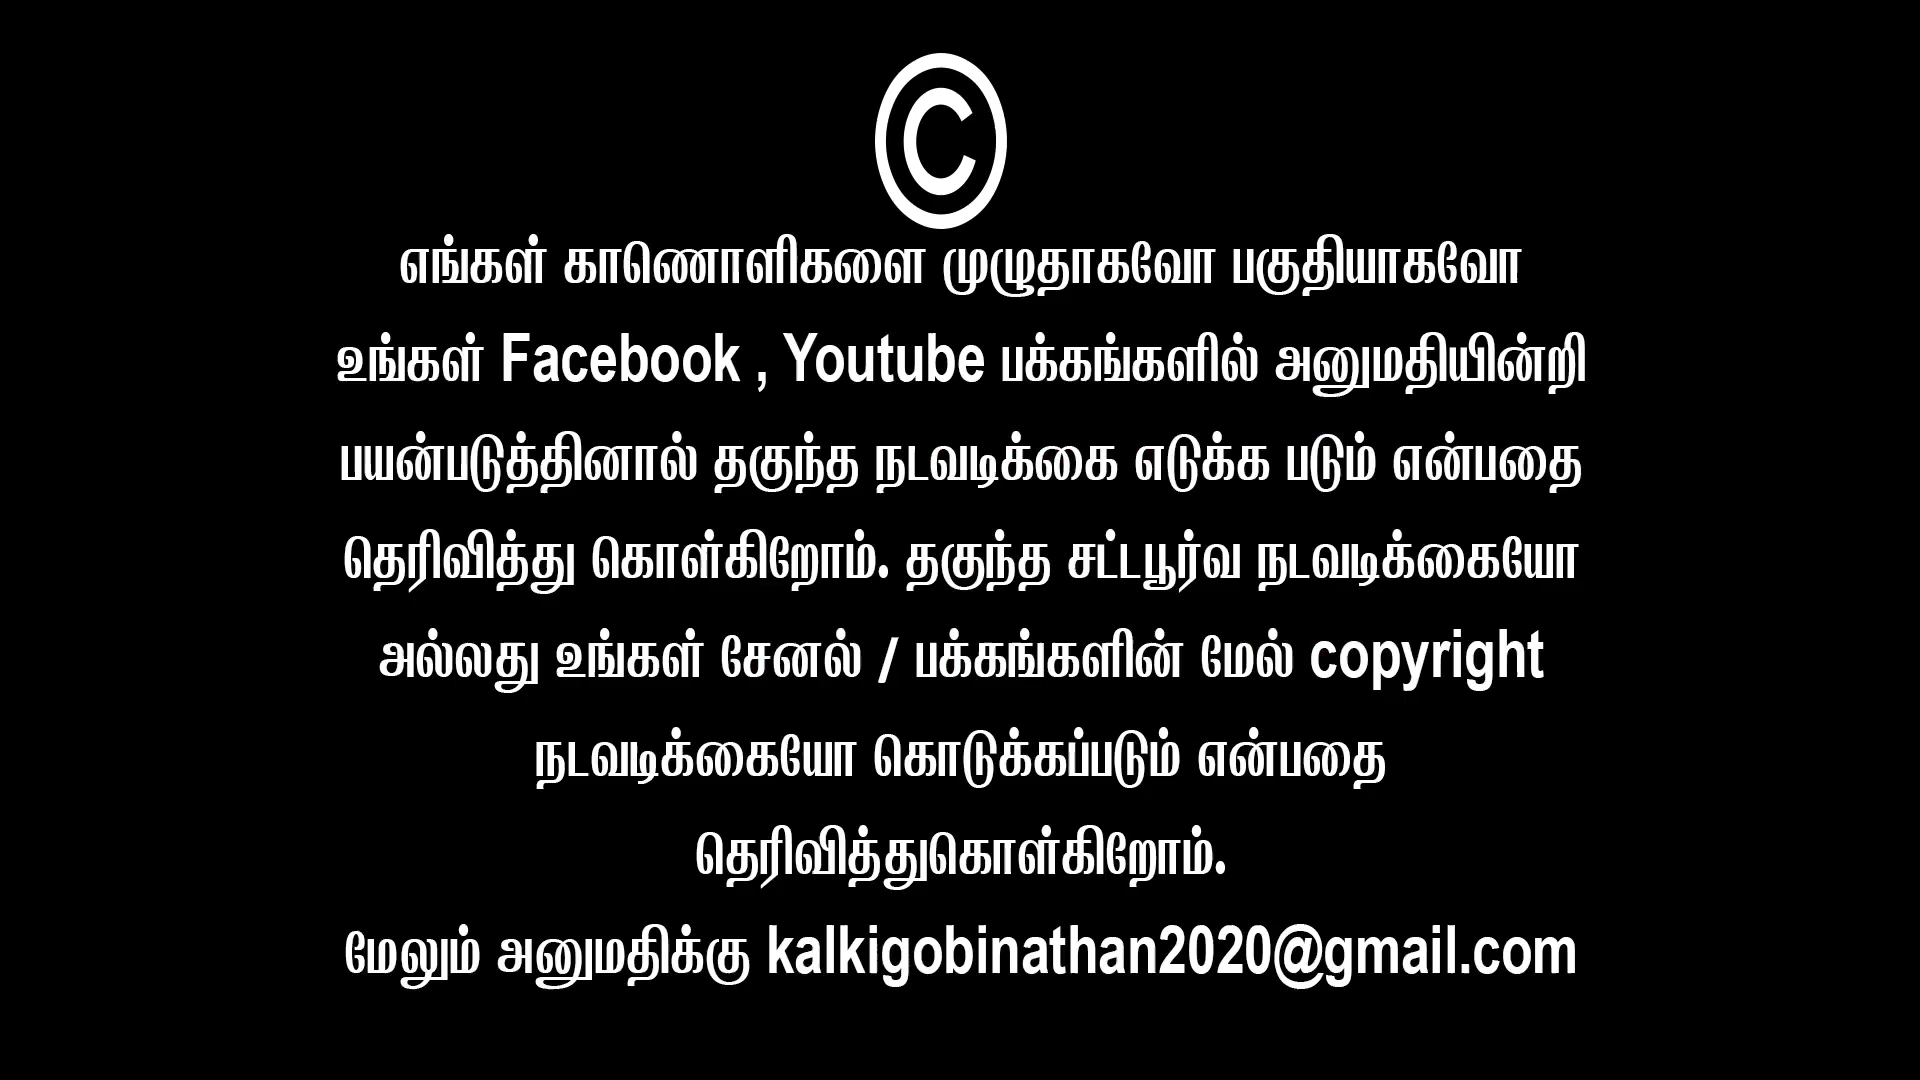 ©
எங்கள் காணொளிகளை முழுதாகவோ பகுதியாகவோ
உங்கள் Facebook , Youtube பக்கங்களில் அனுமதியின்றி
பயன்படுத்தினால் தகுந்த நடவடிக்கை எடுக்க படும் என்பதை
தெரிவித்து கொள்கிறோம். தகுந்த சட்டபூர்வ நடவடிக்கையோ
அல்லது உங்கள் சேனல் / பக்கங்களின் மேல் copyright
நடவடிக்கையோ கொடுக்கப்படும் என்பதை
தெரிவித்துகொள்கிறோம்.
மேலும் அனுமதிக்கு kalkigobinathan2020@gmail.com